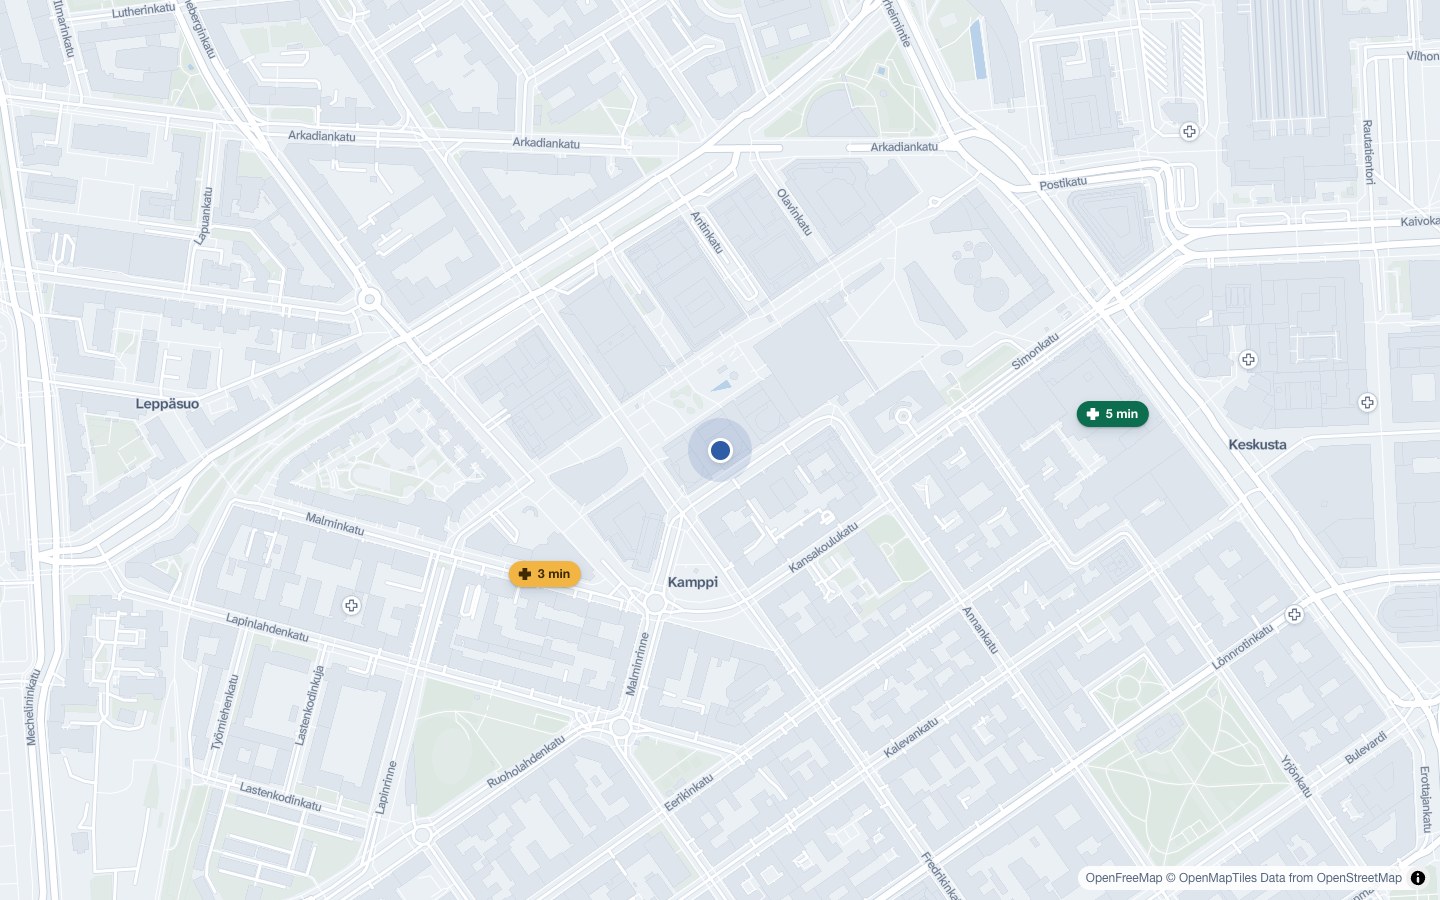 Ilmarinkatu
Lutherinkatu
Vilhon
Arkadiankatu
Arkadiankatu
Arkadiankatu
Rautatientori
Postikatu
Lapuankatu
Antinkatu
Olavinkatu
Kaivoka
Simonkatu
Leppäsuo
5 min
Keskusta
Malminkatu
Kansakoulukatu
3 min
Kamppi
Lapinlahdenkatu
Annankatu
Lönnrotinkatu
Malminrinne
Mechelininkatu
Työmiehenkatu
Lastenkodinkuja
Ruoholahdenkatu
Kalevankatu
Bulevardi
Yrjönkatu
Lapinrinne
Eerikinkatu
Erottajankatu
Lastenkodinkatu
Fredrikinka
OpenFreeMap © OpenMapTiles Data from OpenStreetMap